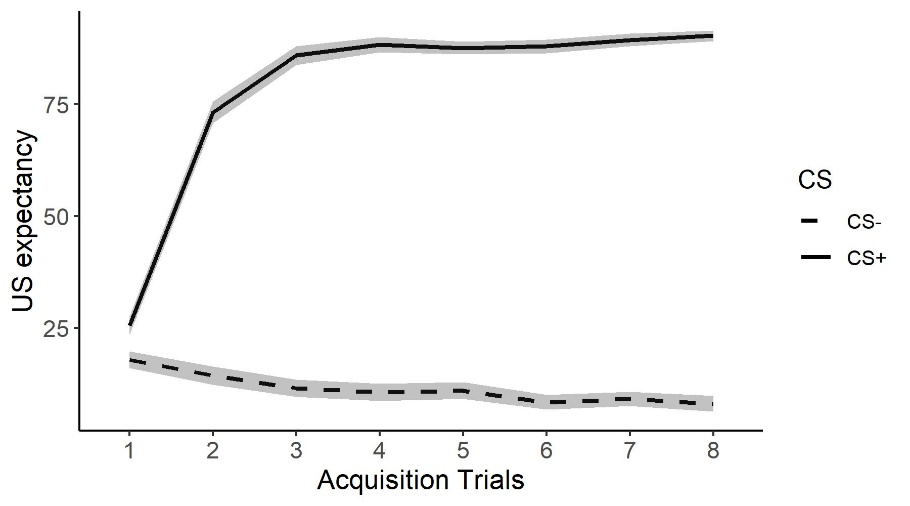 75
50
25
US expectancy
1 2 3 4 5 6 7 8
Acquisition Trials
CS
CS-
CS+